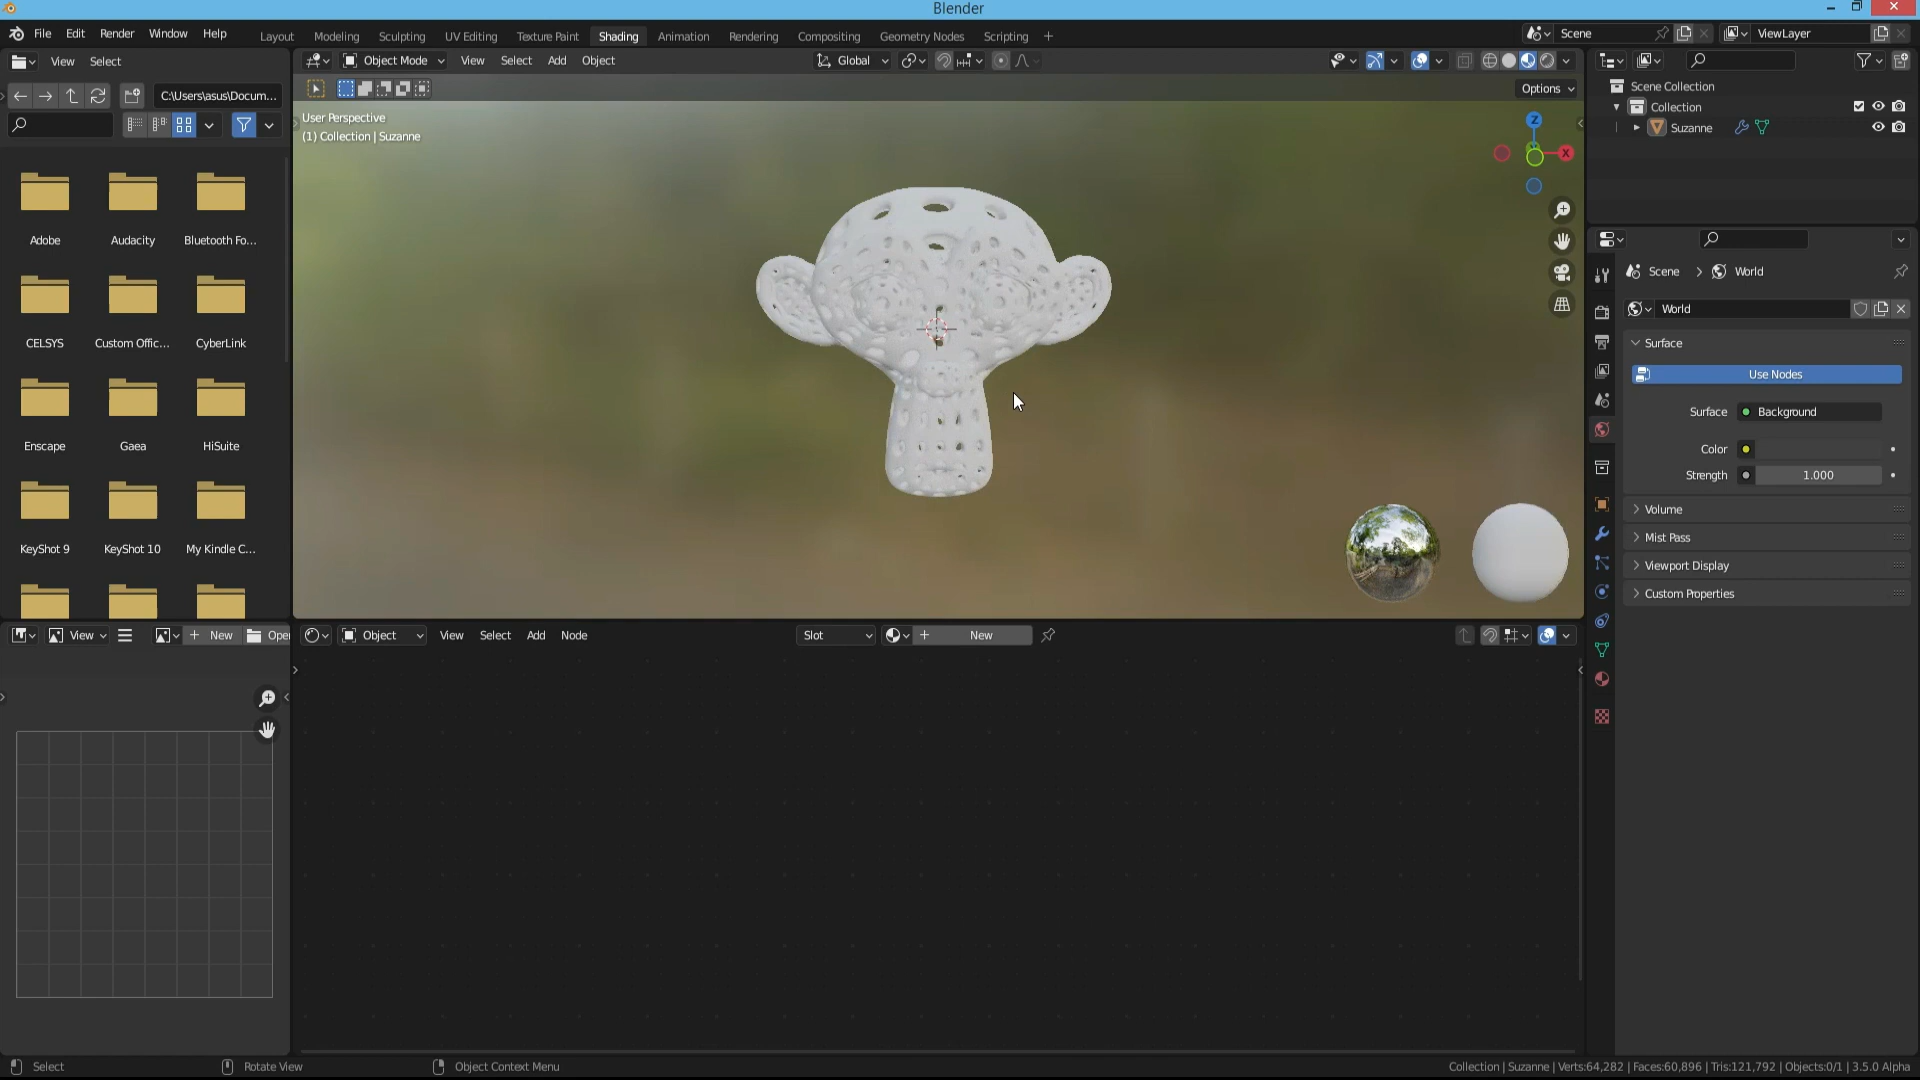 Blender
File Edit Render Window Help
Layout Modeling Sculpting UV Editing Texture Paint Shading Animation Rendering Compositing Geometry Nodes Scripting +
Scene
ViewLayer
View Select
C:\Users\asus\Docum...
Adobe Audacity Bluetooth Fo...
CELSYS Custom Offic... CyberLink
Enscape Gaea HiSuite
KeyShot 9 KeyShot 10 My Kindle C...
Object Mode View Select Add Object
Global
Options
User Perspective
(1) Collection | Suzanne
Z
X
Scene Collection
Collection
Suzanne
Scene > World
World
Surface
Use Nodes
Surface Background
Color
Strength 1.000
Volume
Mist Pass
Viewport Display
Custom Properties
View + New Open
Object View Select Add Node
Slot
+ New
Select
Rotate View
Object Context Menu
Collection | Suzanne | Verts:64,282 | Faces:60,896 | Tris:121,792 | Objects:0/1 | 3.5.0 Alpha